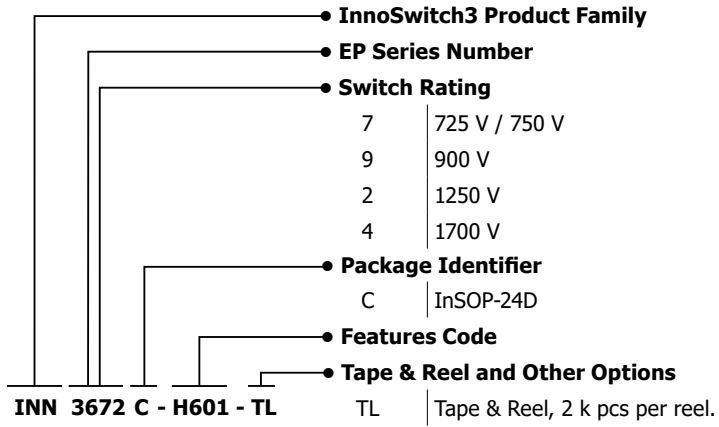 InnoSwitch3 Product Family
EP Series Number
Switch Rating
7 725 V / 750 V
9 900 V
2 1250 V
4 1700 V
Package Identifier
C InSOP-24D
Features Code
Tape & Reel and Other Options
INN 3672 C - H601 - TL
TL Tape & Reel, 2 k pcs per reel.